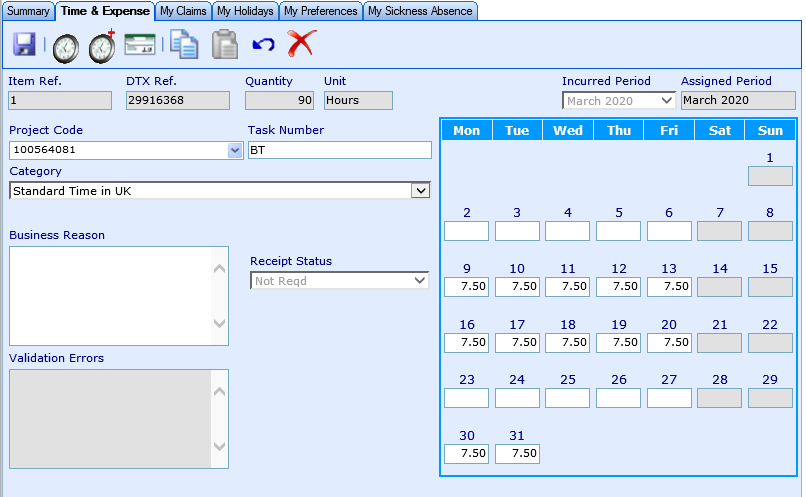 Summary Time & Expense My Claims My Holidays My Preferences My Sickness Absence
Item Ref. DTX Ref. Quantity Unit Incurred Period Assigned Period
1 29916368 90 Hours March 2020 March 2020
Project Code Task Number
100564081 BT
Category
Standard Time in UK
Business Reason
Receipt Status
Not Reqd
Validation Errors
Mon Tue Wed Thu Fri Sat Sun
1
2 3 4 5 6 7 8
9 10 11 12 13 14 15
7.50 7.50 7.50 7.50 7.50
16 17 18 19 20 21 22
7.50 7.50 7.50 7.50 7.50
23 24 25 26 27 28 29
30 31
7.50 7.50